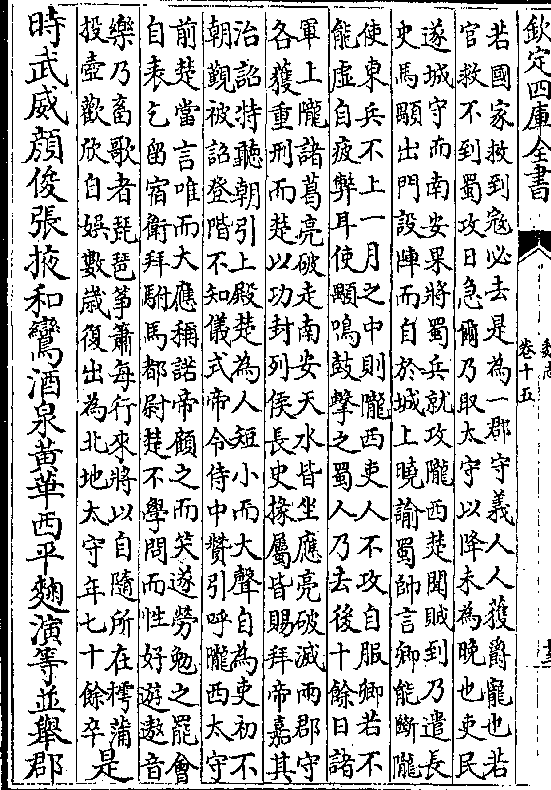 欽定四庫全書
卷十五
若國家救到寇必去是為一郡守義人人獲爵寵也若
官救不到蜀攻日急爾乃取太守以降未為晚也吏民
遂城守而南安果將蜀兵就攻隴西楚聞賊到乃遣長
史馬顒出門設陣而自於城上曉諭蜀帥言卿能斷隴
使東兵不上一月之中則隴西吏人不攻自服卿若不
能虛自疲弊耳使顒鳴鼓擊之蜀人乃去後十餘日諸
軍上隴諸葛亮破走南安天水皆坐應亮破滅兩郡守
各獲重刑而楚以功封列侯長史掾屬皆賜拜帝嘉其
治詔特聽朝引上殿楚為人短小而大聲自為吏初不
朝覲被詔登階不知儀式帝令侍中贊引呼隴西太守
前楚當言唯而大應稱諾帝顧之而笑遂勞勉之罷會
自表乞留宿衛拜駙馬都尉楚不學問而性好遊遨音
樂乃畜歌者琵琶箏簫每行來將以自隨所在樗蒲
投壺歡欣自娛數歲復出為北地太守年七十餘卒
是
時武威顏俊張掖和鸞酒泉黃華西平麴演等並舉郡